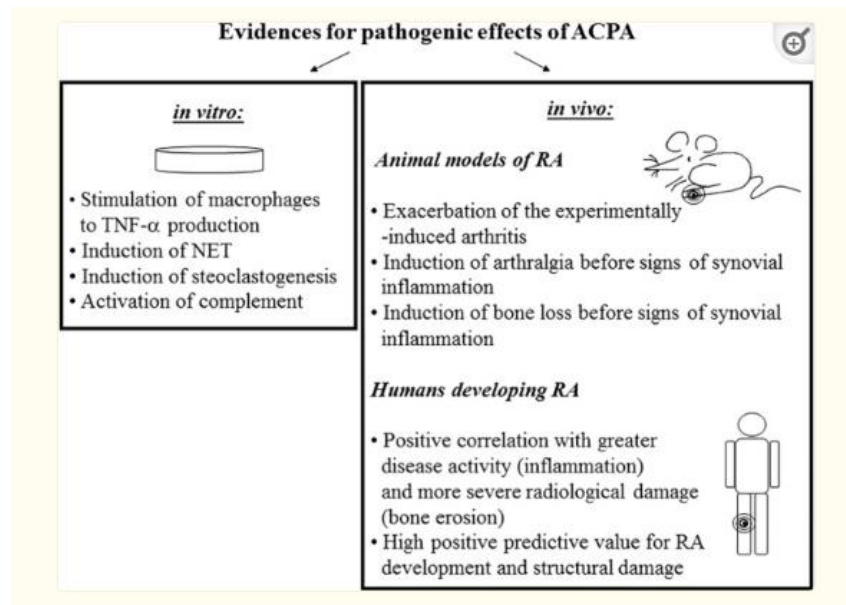 Evidences for pathogenic effects of ACPA
in vitro:
• Stimulation of macrophages
to TNF-α production
• Induction of NET
• Induction of steoclastogenesis
• Activation of complement
in vivo:
Animal models of RA
• Exacerbation of the experimentally
-induced arthritis
• Induction of arthralgia before signs of synovial
inflammation
• Induction of bone loss before signs of synovial
inflammation
Humans developing RA
• Positive correlation with greater
disease activity (inflammation)
and more severe radiological damage
(bone erosion)
• High positive predictive value for RA
development and structural damage